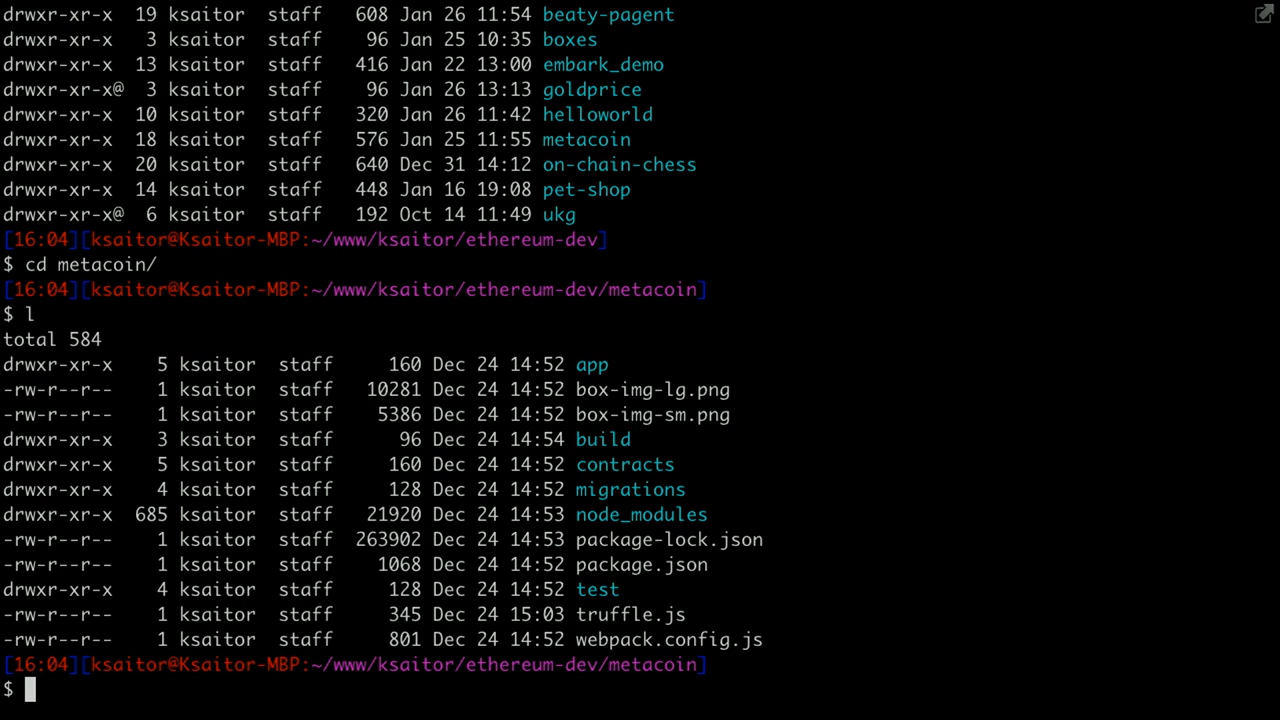 drwxr-xr-x  19 ksaitor  staff    608 Jan 26 11:54 beaty-pagent
drwxr-xr-x   3 ksaitor  staff     96 Jan 25 10:35 boxes
drwxr-xr-x  13 ksaitor  staff    416 Jan 22 13:00 embark_demo
drwxr-xr-x@  3 ksaitor  staff     96 Jan 26 13:13 goldprice
drwxr-xr-x  10 ksaitor  staff    320 Jan 26 11:42 helloworld
drwxr-xr-x  18 ksaitor  staff    576 Jan 25 11:55 metacoin
drwxr-xr-x  20 ksaitor  staff    640 Dec 31 14:12 on-chain-chess
drwxr-xr-x  14 ksaitor  staff    448 Jan 16 19:08 pet-shop
drwxr-xr-x@  6 ksaitor  staff    192 Oct 14 11:49 ukg
[16:04][ksaitor@Ksaitor-MBP:~/www/ksaitor/ethereum-dev]
$ cd metacoin/
[16:04][ksaitor@Ksaitor-MBP:~/www/ksaitor/ethereum-dev/metacoin]
$ l
total 584
drwxr-xr-x    5 ksaitor  staff     160 Dec 24 14:52 app
-rw-r--r--    1 ksaitor  staff   10281 Dec 24 14:52 box-img-lg.png
-rw-r--r--    1 ksaitor  staff    5386 Dec 24 14:52 box-img-sm.png
drwxr-xr-x    3 ksaitor  staff      96 Dec 24 14:54 build
drwxr-xr-x    5 ksaitor  staff     160 Dec 24 14:52 contracts
drwxr-xr-x    4 ksaitor  staff     128 Dec 24 14:52 migrations
drwxr-xr-x  685 ksaitor  staff   21920 Dec 24 14:53 node_modules
-rw-r--r--    1 ksaitor  staff  263902 Dec 24 14:53 package-lock.json
-rw-r--r--    1 ksaitor  staff    1068 Dec 24 14:52 package.json
drwxr-xr-x    4 ksaitor  staff     128 Dec 24 14:52 test
-rw-r--r--    1 ksaitor  staff     345 Dec 24 15:03 truffle.js
-rw-r--r--    1 ksaitor  staff     801 Dec 24 14:52 webpack.config.js
[16:04][ksaitor@Ksaitor-MBP:~/www/ksaitor/ethereum-dev/metacoin]
$